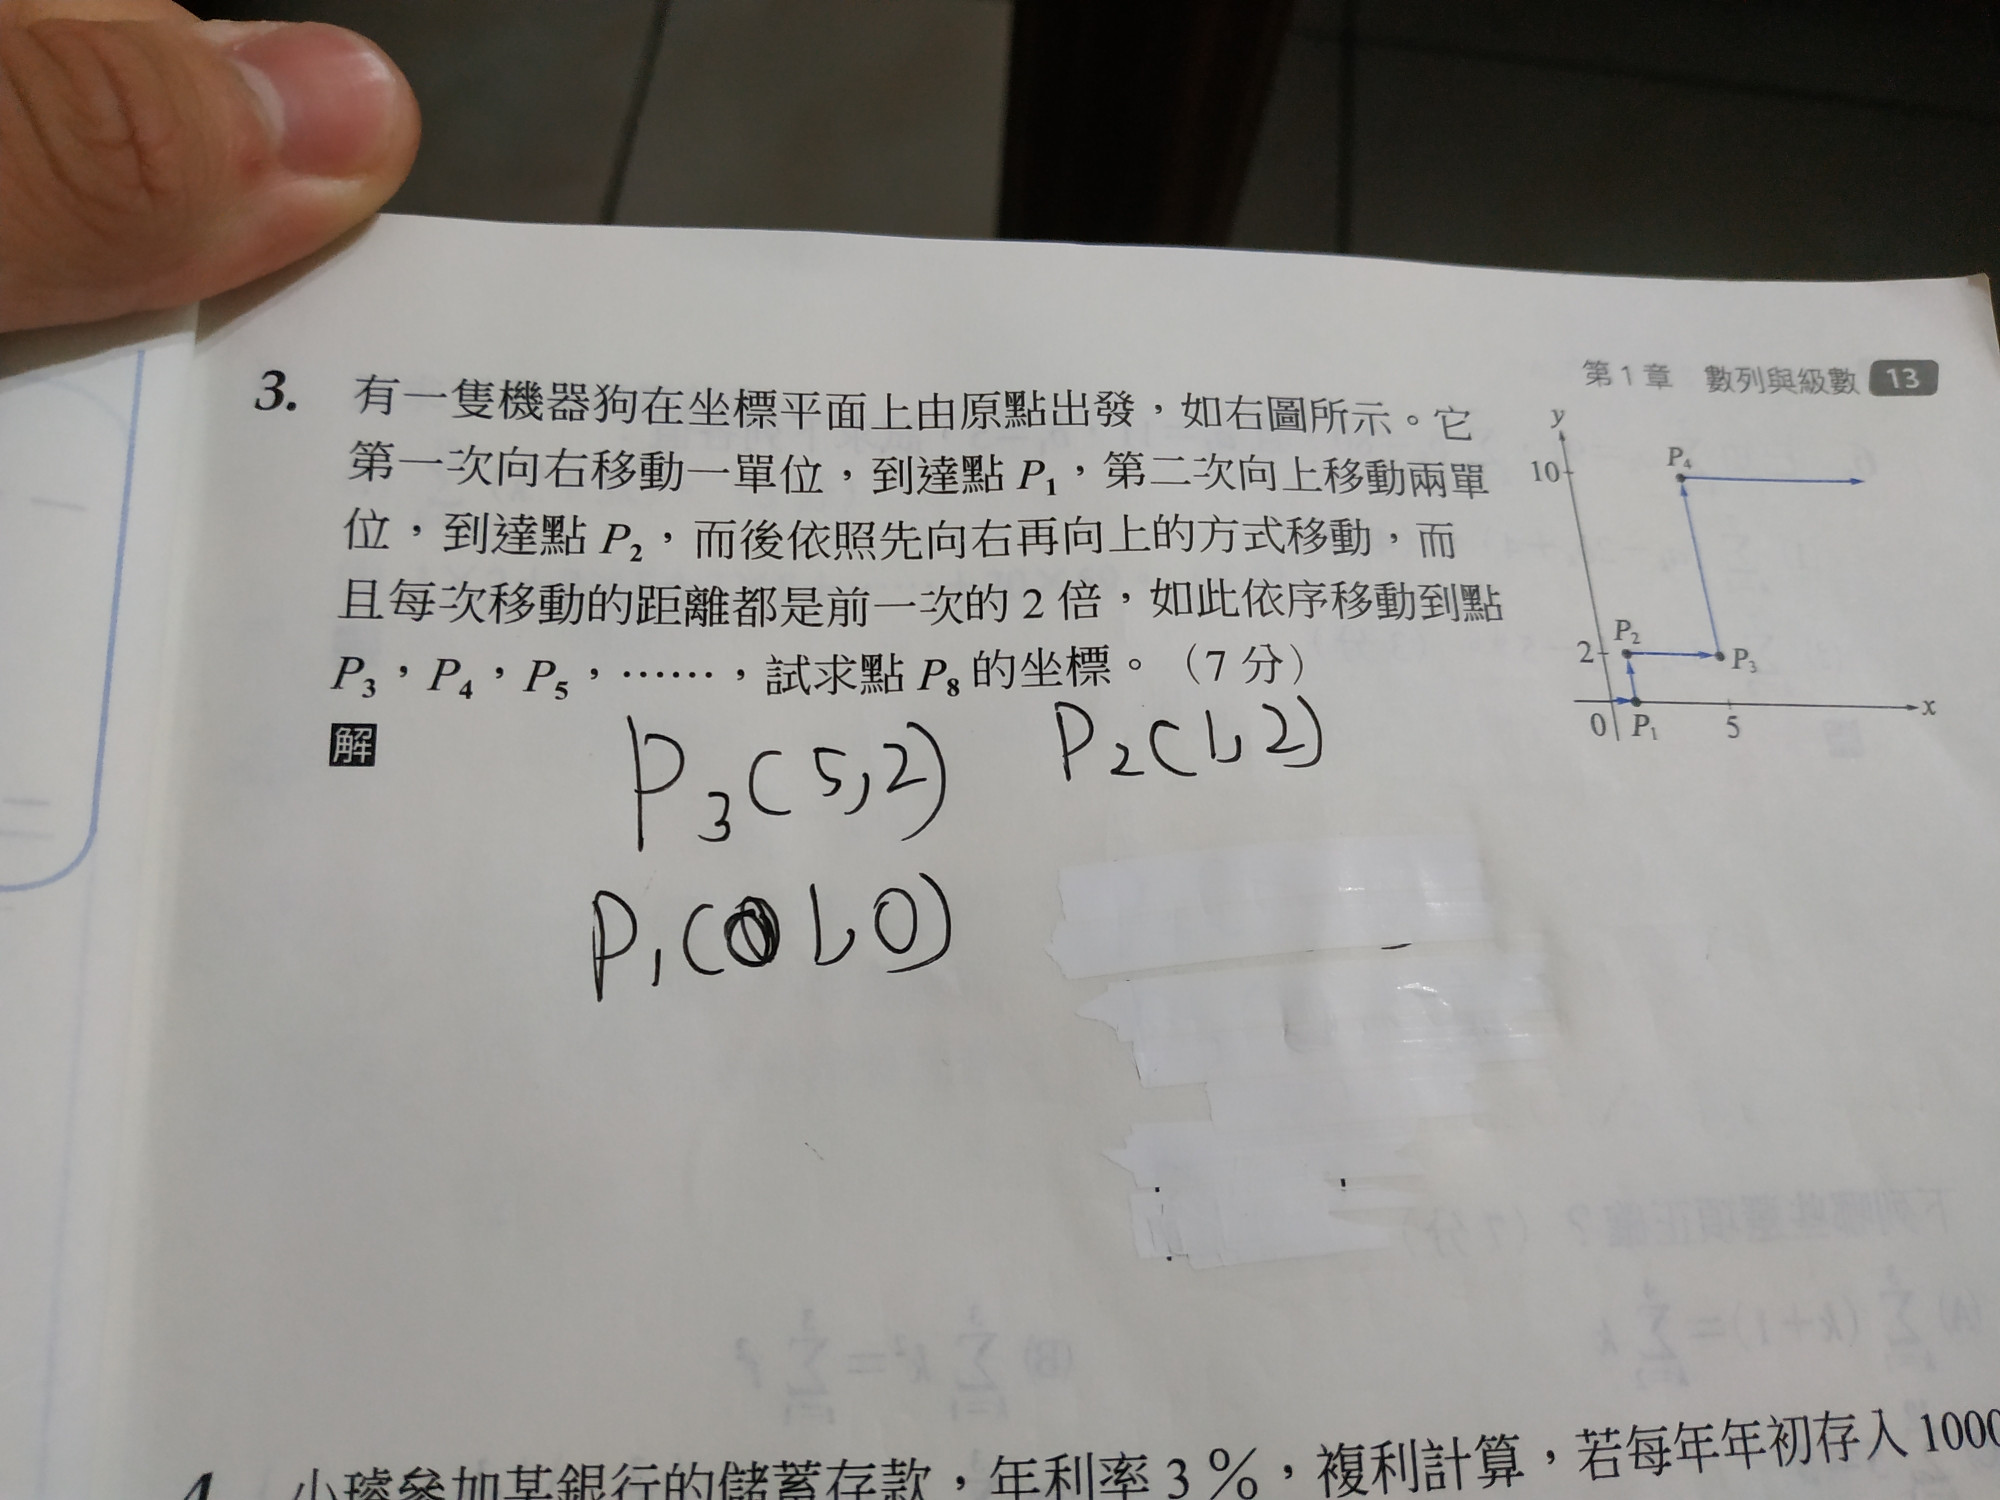 第1章 數列與級數 13
3. 有一隻機器狗在坐標平面上由原點出發,如右圖所示。它
第一次向右移動一單位,到達點 P₁,第二次向上移動兩單
位,到達點 P₂,而後依照先向右再向上的方式移動,而
且每次移動的距離都是前一次的 2 倍,如此依序移動到點
P₃,P₄,P₅,……,試求點 P₈ 的坐標。(7 分)
y
10
P₄
P₂
2
P₃
x
0 P₁ 5
解
P₃(5,2) P₂(1,2)
P₁(1,0)
4. 小璿參加某銀行的儲蓄存款,年利率 3%,複利計算,若每年年初存入 1000